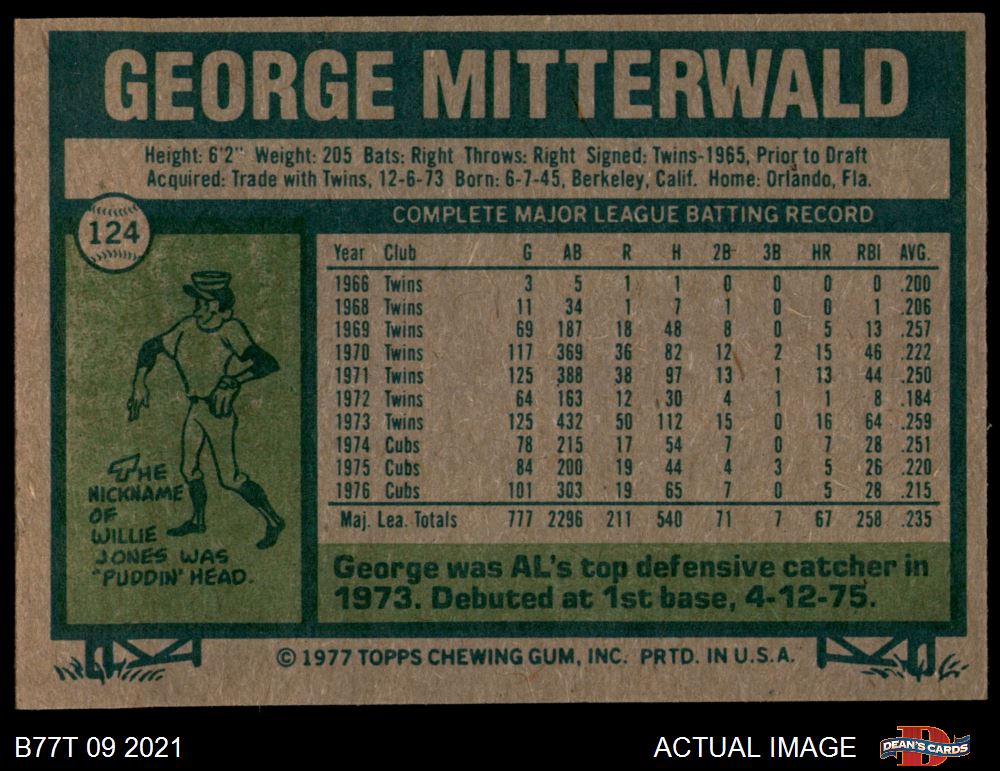 GEORGE MITTERWALD
Height: 6'2" Weight: 205 Bats: Right Throws: Right Signed: Twins-1965, Prior to Draft
Acquired: Trade with Twins, 12-6-73 Born: 6-7-45, Berkeley, Calif. Home: Orlando, Fla.
124
COMPLETE MAJOR LEAGUE BATTING RECORD
Year Club G AB R H 2B 3B HR RBI AVG.
1966 Twins 3 5 1 1 0 0 0 0 .200
1968 Twins 11 34 1 7 1 0 0 1 .206
1969 Twins 69 187 18 48 8 0 5 13 .257
1970 Twins 117 369 36 82 12 2 15 46 .222
1971 Twins 125 388 38 97 13 1 13 44 .250
1972 Twins 64 163 12 30 4 1 1 8 .184
1973 Twins 125 432 50 112 15 0 16 64 .259
1974 Cubs 78 215 17 54 7 0 7 28 .251
1975 Cubs 84 200 19 44 4 3 5 26 .220
1976 Cubs 101 303 19 65 7 0 5 28 .215
Maj. Lea. Totals 777 2296 211 540 71 7 67 258 .235
THE
NICKNAME
OF
WILLIE
JONES WAS
"PUDDIN' HEAD.
George was AL's top defensive catcher in
1973. Debuted at 1st base, 4-12-75.
© 1977 TOPPS CHEWING GUM, INC. PRTD. IN U.S.A.
B77T 09 2021
ACTUAL IMAGE
DEAN'S CARDS